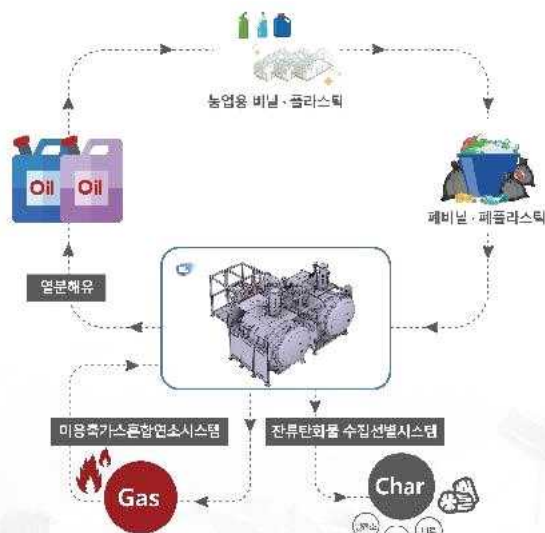 농업용 비닐 · 플라스틱
Oil
Oil
폐비닐 · 폐플라스틱
열분해유
미응축가스혼합연소시스템
잔류탄화물 수집선별시스템
Gas
Char